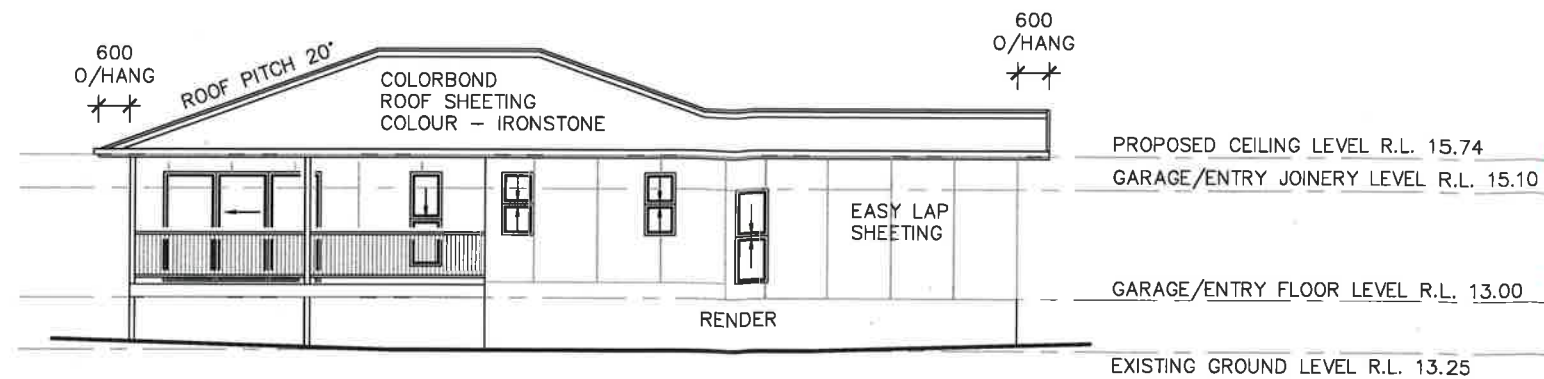 600
O/HANG
ROOF PITCH 20°
COLORBOND
ROOF SHEETING
COLOUR – IRONSTONE
600
O/HANG
PROPOSED CEILING LEVEL R.L. 15.74
GARAGE/ENTRY JOINERY LEVEL R.L. 15.10
EASY LAP
SHEETING
GARAGE/ENTRY FLOOR LEVEL R.L. 13.00
RENDER
EXISTING GROUND LEVEL R.L. 13.25